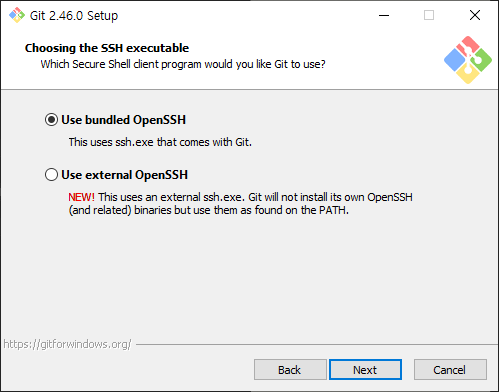 Git 2.46.0 Setup
Choosing the SSH executable
Which Secure Shell client program would you like Git to use?
Use bundled OpenSSH
This uses ssh.exe that comes with Git.
Use external OpenSSH
NEW! This uses an external ssh.exe. Git will not install its own OpenSSH
(and related) binaries but use them as found on the PATH.
https://gitforwindows.org/
Back
Next
Cancel